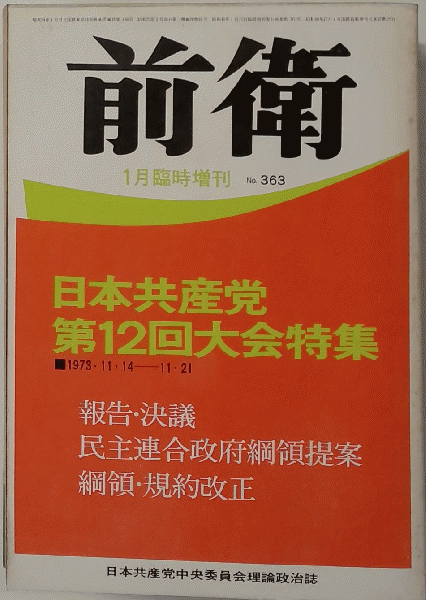 前衛
1月臨時増刊 No. 363
日本共産党
第12回大会特集
■1973・11・14——11・21
報告・決議
民主連合政府綱領提案
綱領・規約改正
日本共産党中央委員会理論政治誌